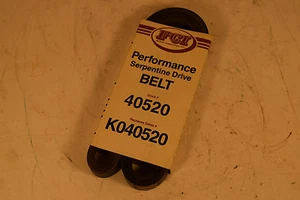 PCI
Performance
Serpentine Drive
BELT
40520
K040520